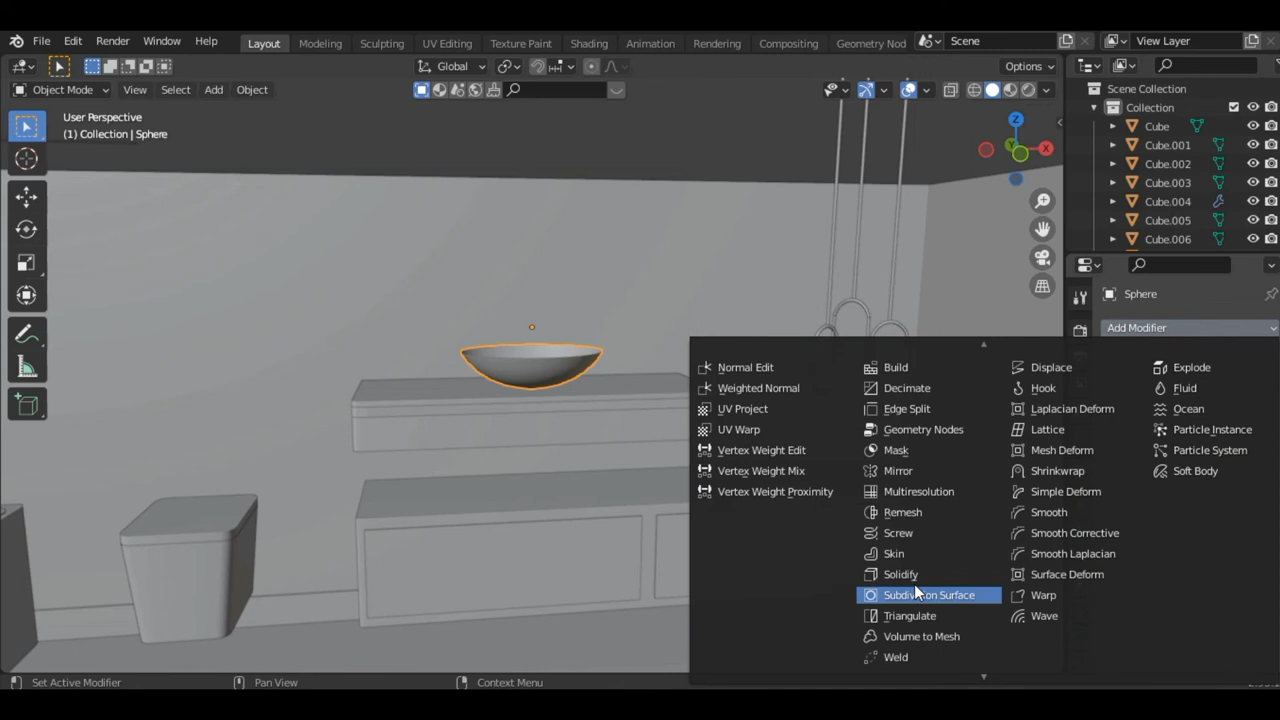 File Edit Render Window Help Layout Modeling Sculpting UV Editing Texture Paint Shading Animation Rendering Compositing Geometry Nod Scene View Layer
Global Options
Object Mode View Select Add Object
Scene Collection
User Perspective
(1) Collection | Sphere
Collection
Cube
Cube.001
Cube.002
Cube.003
Cube.004
Cube.005
Cube.006
Z
Y
X
Sphere
Add Modifier
Normal Edit
Weighted Normal
UV Project
UV Warp
Vertex Weight Edit
Vertex Weight Mix
Vertex Weight Proximity
Build
Decimate
Edge Split
Geometry Nodes
Mask
Mirror
Multiresolution
Remesh
Screw
Skin
Solidify
Subdivision Surface
Triangulate
Volume to Mesh
Weld
Displace
Hook
Laplacian Deform
Lattice
Mesh Deform
Shrinkwrap
Simple Deform
Smooth
Smooth Corrective
Smooth Laplacian
Surface Deform
Warp
Wave
Explode
Fluid
Ocean
Particle Instance
Particle System
Soft Body
Set Active Modifier Pan View Context Menu